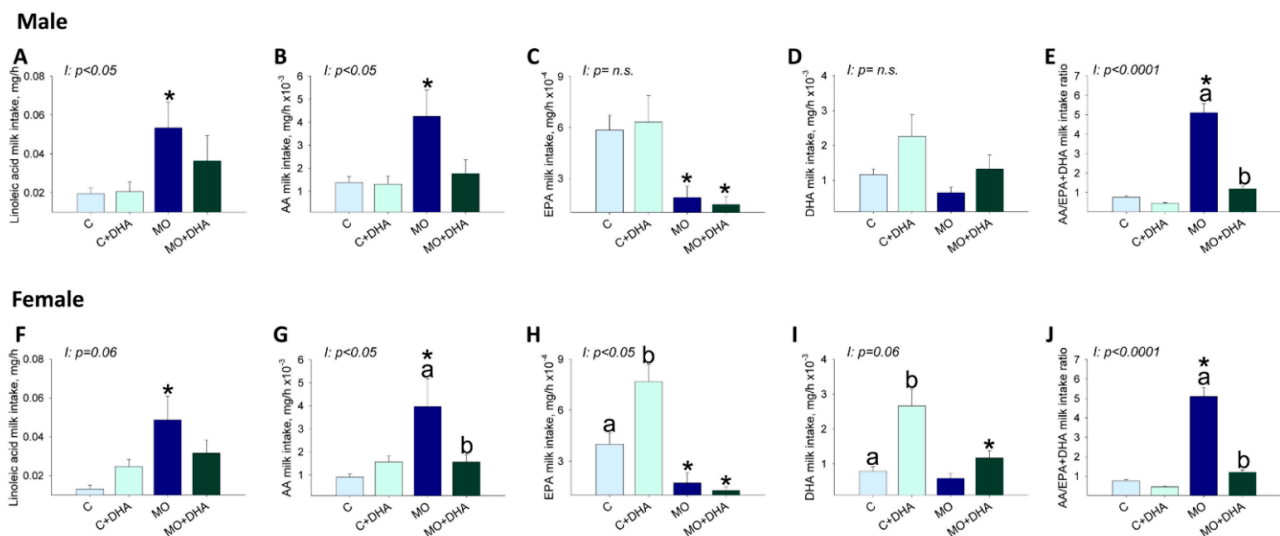 Male
A
I: p<0.05
Linoleic acid milk intake, mg/h
0.08
0.06
0.04
0.02
*
C
C+DHA
MO
MO+DHA
B
I: p<0.05
AA milk intake, mg/h x10-3
6
5
4
3
2
1
*
C
C+DHA
MO
MO+DHA
C
I: p= n.s.
EPA milk intake, mg/h x10-4
9
6
3
*
*
C
C+DHA
MO
MO+DHA
D
I: p= n.s.
DHA milk intake, mg/h x10-3
4
3
2
1
C
C+DHA
MO
MO+DHA
E
I: p<0.0001
AA/EPA+DHA milk intake ratio
7
6
5
4
3
2
1
*
a
b
C
C+DHA
MO
MO+DHA
Female
F
I: p=0.06
Linoleic acid milk intake, mg/h
0.08
0.06
0.04
0.02
*
C
C+DHA
MO
MO+DHA
G
I: p<0.05
AA milk intake, mg/h x10-3
6
5
4
3
2
1
*
a
b
C
C+DHA
MO
MO+DHA
H
I: p<0.05
EPA milk intake, mg/h x10-4
9
6
3
a
b
*
*
C
C+DHA
MO
MO+DHA
I
I: p=0.06
DHA milk intake, mg/h x10-3
4
3
2
1
a
b
*
C
C+DHA
MO
MO+DHA
J
I: p<0.0001
AA/EPA+DHA milk intake ratio
7
6
5
4
3
2
1
*
a
b
C
C+DHA
MO
MO+DHA